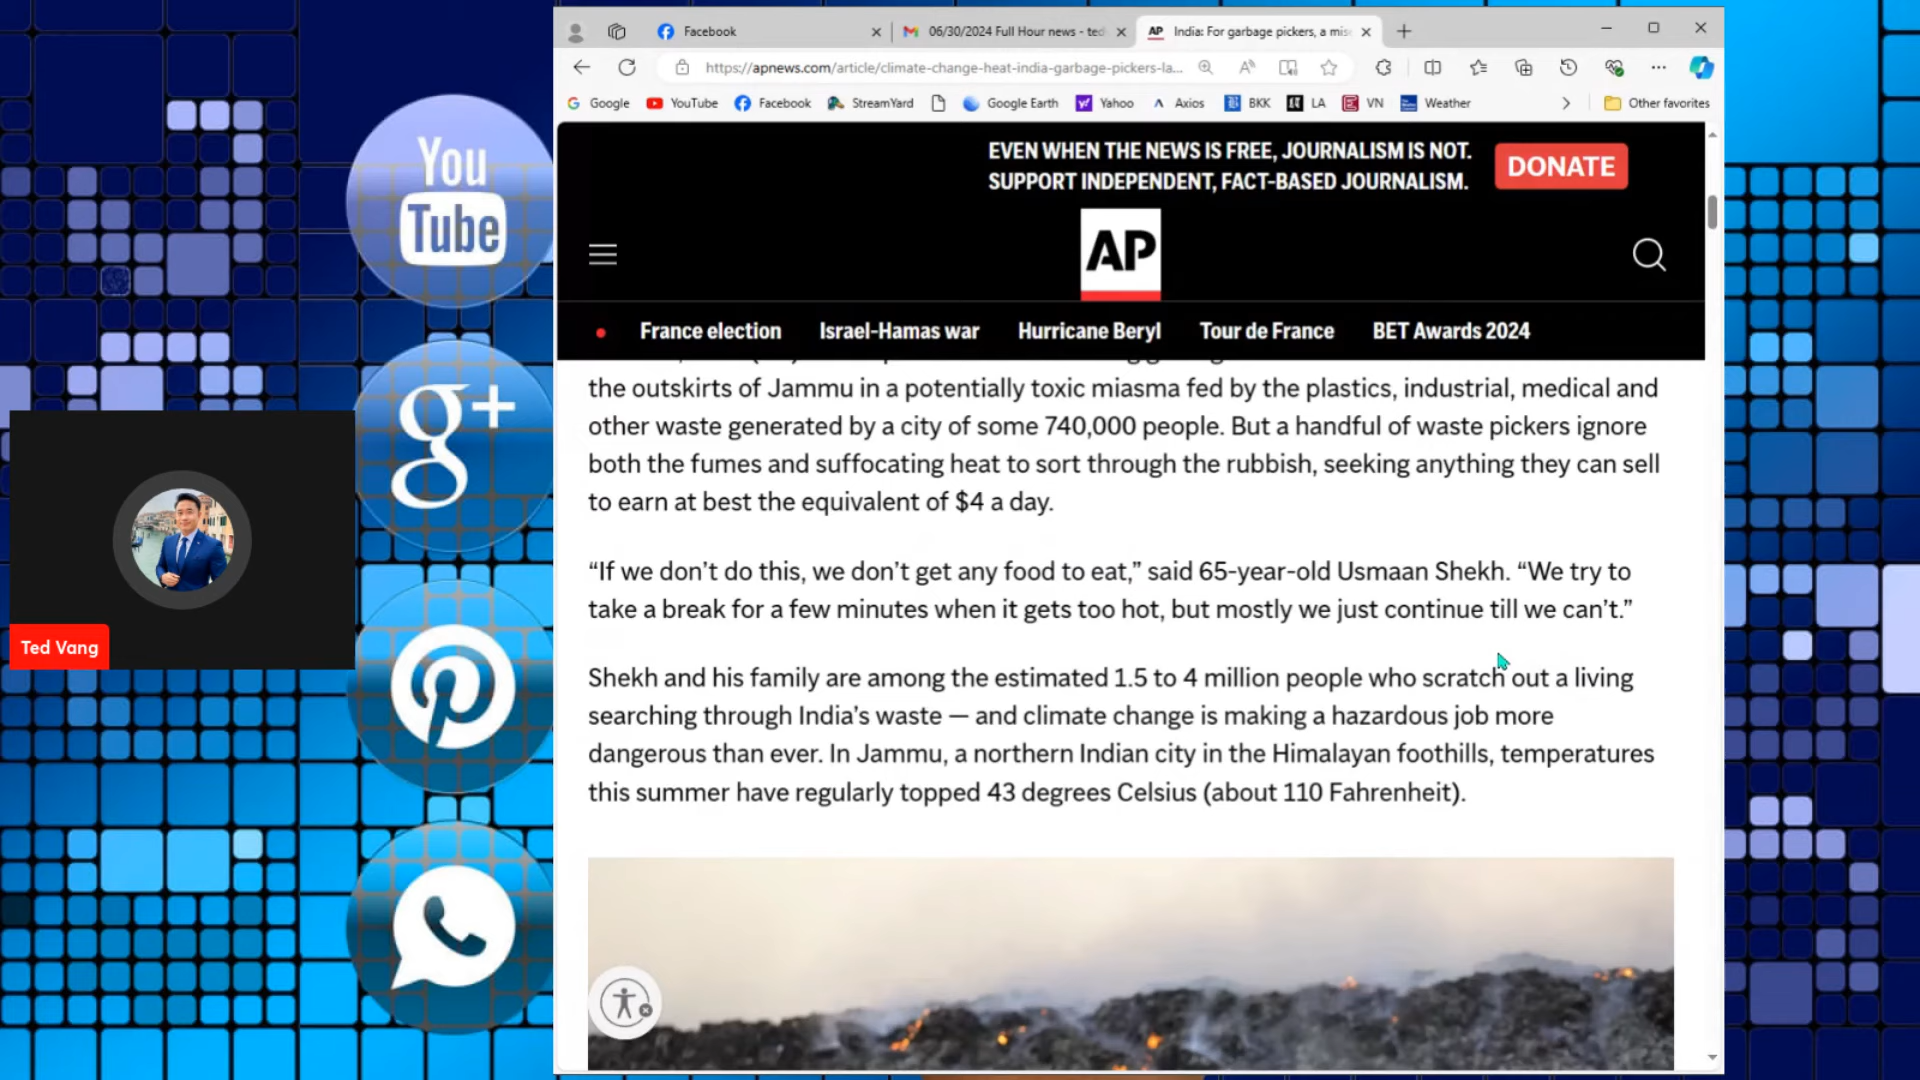 Facebook
06/30/2024 Full Hour news - ted
AP
India: For garbage pickers, a mis
https://apnews.com/article/climate-change-heat-india-garbage-pickers-la...
Google
YouTube
Facebook
StreamYard
Google Earth
Yahoo
Axios
BKK
LA
VN
Weather
Other favorites
EVEN WHEN THE NEWS IS FREE, JOURNALISM IS NOT.
SUPPORT INDEPENDENT, FACT-BASED JOURNALISM.
DONATE
AP
France election
Israel-Hamas war
Hurricane Beryl
Tour de France
BET Awards 2024
the outskirts of Jammu in a potentially toxic miasma fed by the plastics, industrial, medical and
other waste generated by a city of some 740,000 people. But a handful of waste pickers ignore
both the fumes and suffocating heat to sort through the rubbish, seeking anything they can sell
to earn at best the equivalent of $4 a day.
“If we don’t do this, we don’t get any food to eat,” said 65-year-old Usmaan Shekh. “We try to
take a break for a few minutes when it gets too hot, but mostly we just continue till we can’t.”
Shekh and his family are among the estimated 1.5 to 4 million people who scratch out a living
searching through India’s waste — and climate change is making a hazardous job more
dangerous than ever. In Jammu, a northern Indian city in the Himalayan foothills, temperatures
this summer have regularly topped 43 degrees Celsius (about 110 Fahrenheit).
You
Tube
g+
Ted Vang